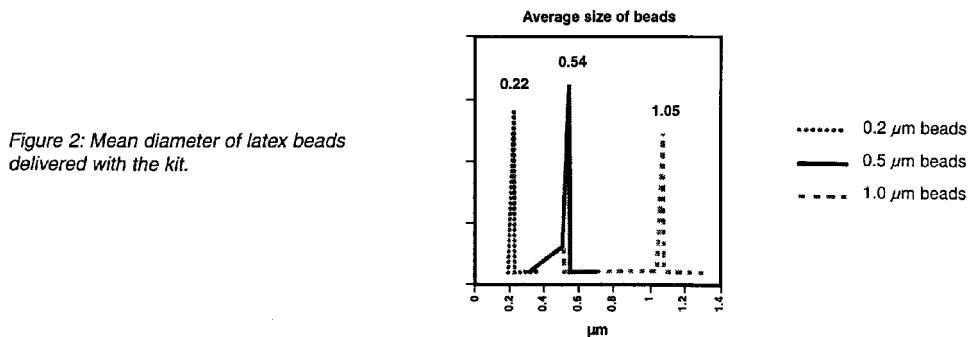 Average size of beads
0.54
0.22
1.05
Figure 2: Mean diameter of latex beads
delivered with the kit.
0.2 µm beads
0.5 µm beads
1.0 µm beads
0
0.2
0.4
0.6
0.8
1
1.2
1.4
µm